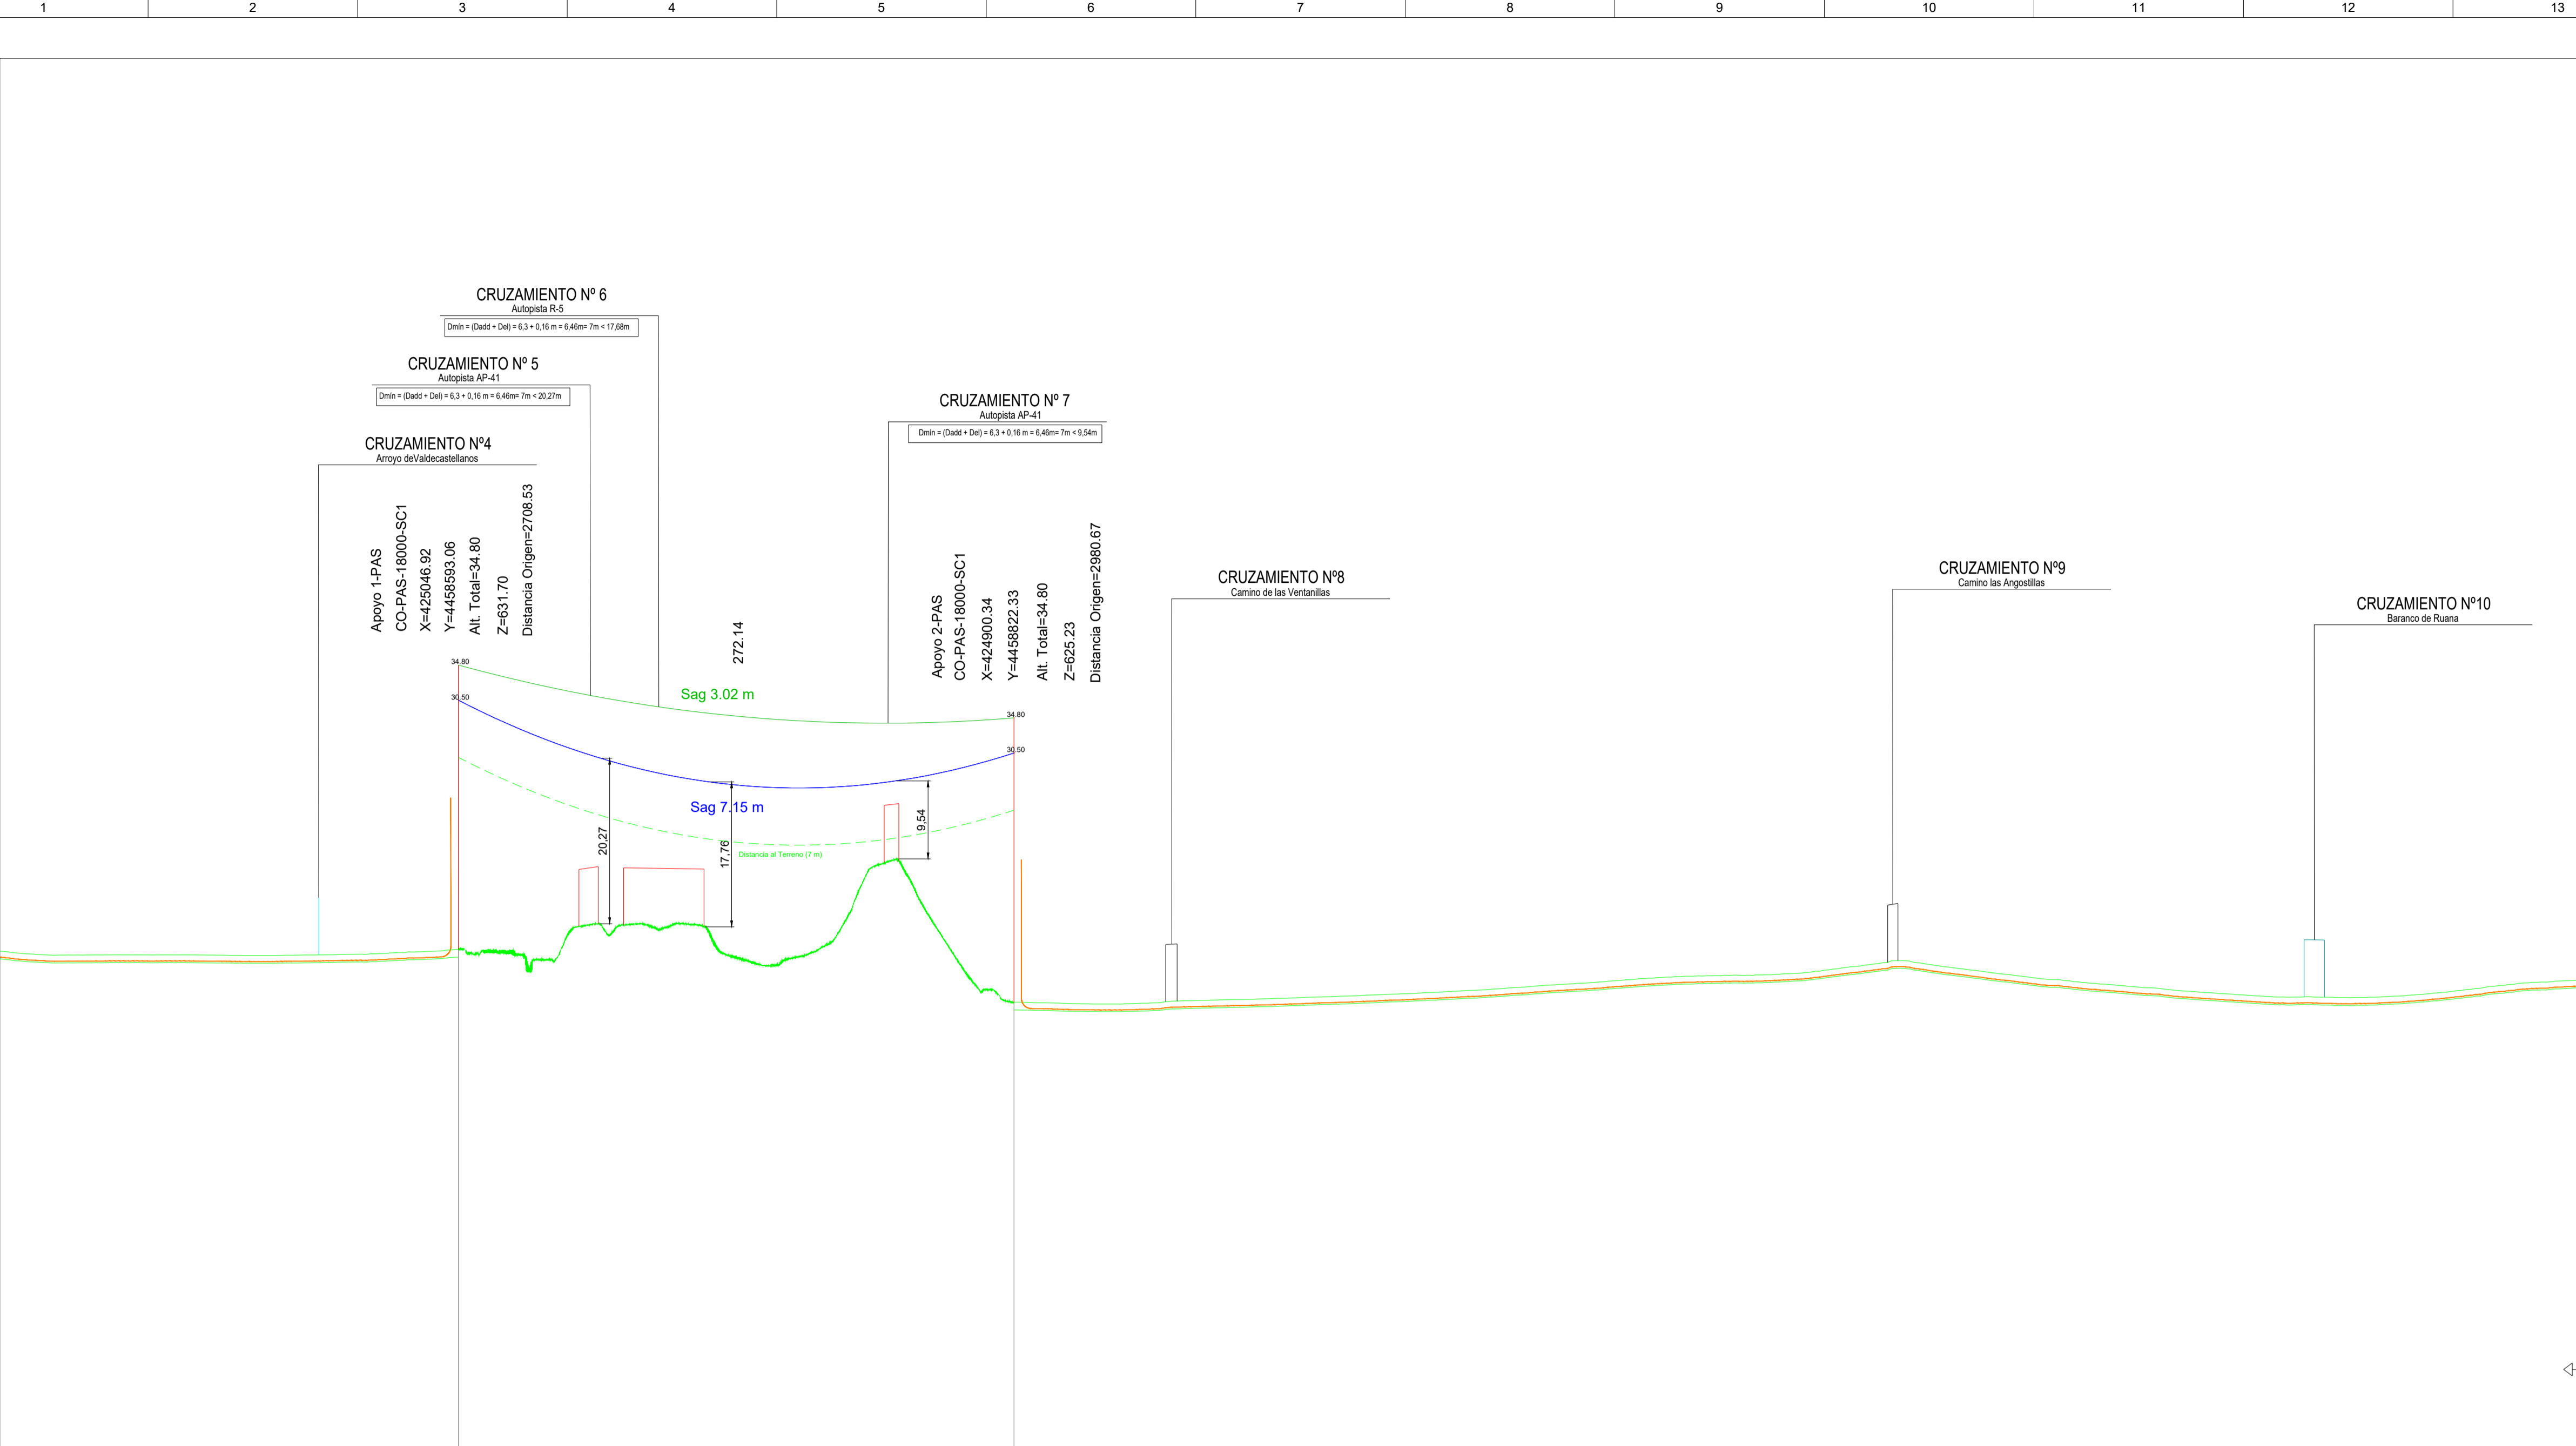 1 2 3 4 5 6 7 8 9 10 11 12 13
CRUZAMIENTO Nº 6
Autopista R-5
Dmín = (Dadd + Del) = 6,3 + 0,16 m = 6,46m= 7m < 17,68m
CRUZAMIENTO Nº 5
Autopista AP-41
Dmín = (Dadd + Del) = 6,3 + 0,16 m = 6,46m= 7m < 20,27m
CRUZAMIENTO Nº 7
Autopista AP-41
Dmín = (Dadd + Del) = 6,3 + 0,16 m = 6,46m= 7m < 9,54m
CRUZAMIENTO Nº4
Arroyo deValdecastellanos
Apoyo 1-PAS
CO-PAS-18000-SC1
X=425046.92
Y=4458593.06
Alt. Total=34.80
Z=631.70
Distancia Origen=2708.53
272.14
Apoyo 2-PAS
CO-PAS-18000-SC1
X=424900.34
Y=4458822.33
Alt. Total=34.80
Z=625.23
Distancia Origen=2980.67
CRUZAMIENTO Nº8
Camino de las Ventanillas
CRUZAMIENTO Nº9
Camino las Angostillas
CRUZAMIENTO Nº10
Baranco de Ruana
34.80
30.50
Sag 3.02 m
34.80
30.50
Sag 7.15 m
20,27
17,76
9,54
Distancia al Terreno (7 m)